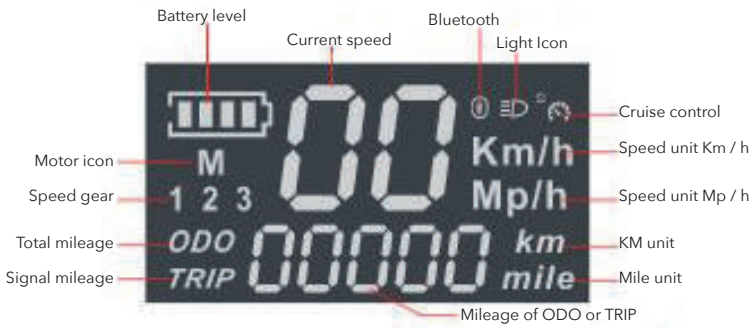 Battery level
Bluetooth
Current speed
Light Icon
00
Cruise control
Km/h
Speed unit Km / h
Motor icon
M
Speed gear
1 2 3
Mp/h
Speed unit Mp / h
Total mileage
ODO
00000
km
KM unit
Signal mileage
TRIP
mile
Mile unit
Mileage of ODO or TRIP